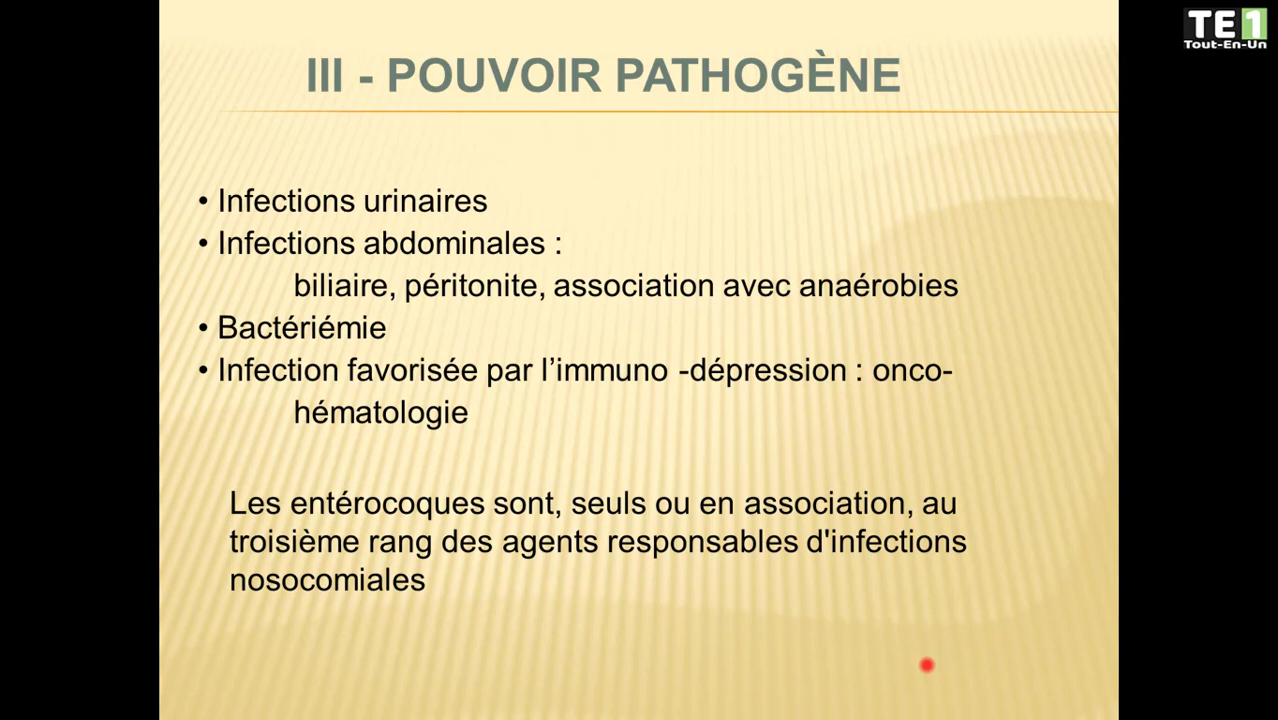 TE1
Tout-En-Un
III - POUVOIR PATHOGÈNE
• Infections urinaires
• Infections abdominales :
biliaire, péritonite, association avec anaérobies
• Bactériémie
• Infection favorisée par l’immuno -dépression : onco-
hématologie
Les entérocoques sont, seuls ou en association, au
troisième rang des agents responsables d'infections
nosocomiales